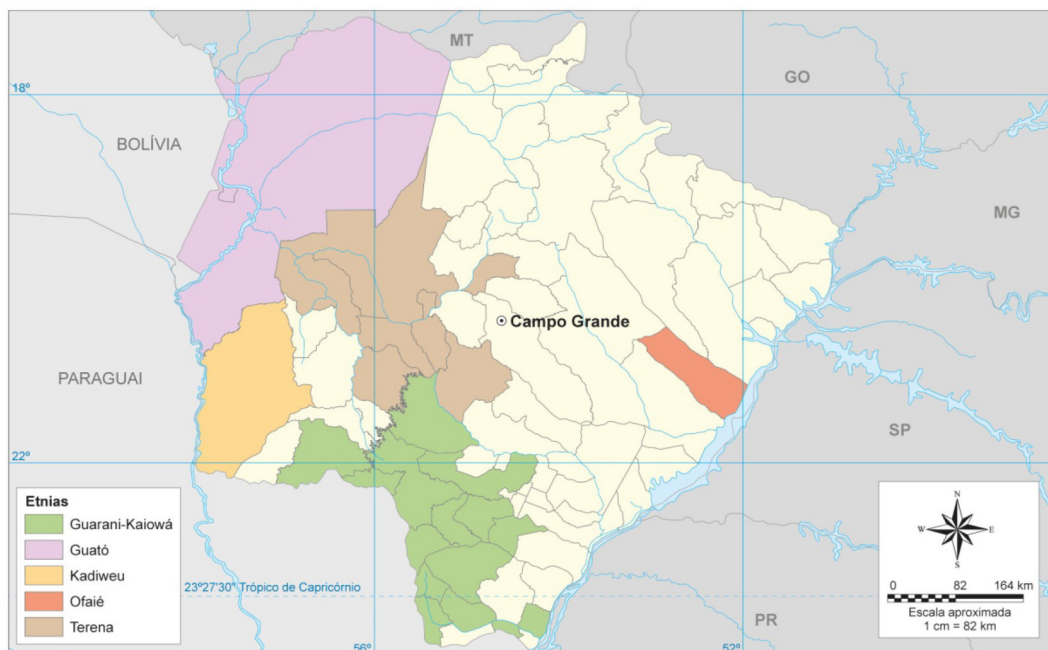 MT
GO
18º
BOLÍVIA
MG
Campo Grande
PARAGUAI
SP
22º
Etnias
Guarani-Kaiowá
Guató
Kadiweu
Ofaié
Terena
23º27'30" Trópico de Capricórnio
N
W
E
S
0 82 164 km
Escala aproximada
1 cm = 82 km
PR
56º
52º